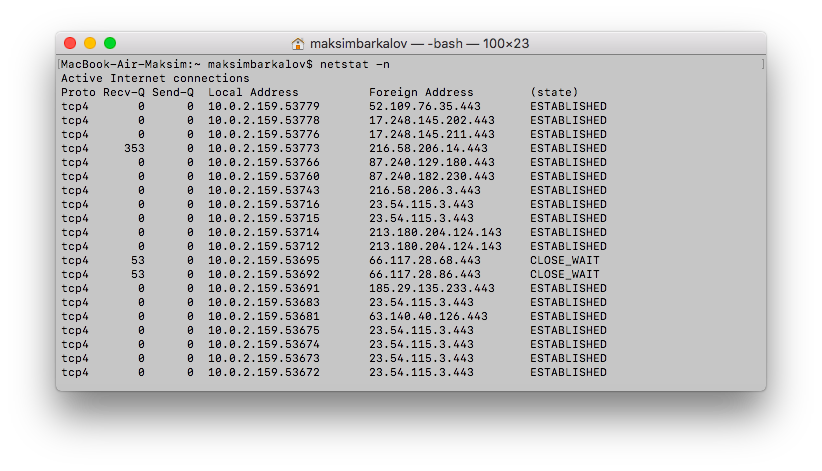 maksimbarkalov — -bash — 100×23
[MacBook-Air-Maksim:~ maksimbarkalov$ netstat -n ]
Active Internet connections
Proto Recv-Q Send-Q  Local Address          Foreign Address        (state)
tcp4       0      0  10.0.2.159.53779       52.109.76.35.443       ESTABLISHED
tcp4       0      0  10.0.2.159.53778       17.248.145.202.443     ESTABLISHED
tcp4       0      0  10.0.2.159.53776       17.248.145.211.443     ESTABLISHED
tcp4     353      0  10.0.2.159.53773       216.58.206.14.443      ESTABLISHED
tcp4       0      0  10.0.2.159.53766       87.240.129.180.443     ESTABLISHED
tcp4       0      0  10.0.2.159.53760       87.240.182.230.443     ESTABLISHED
tcp4       0      0  10.0.2.159.53743       216.58.206.3.443       ESTABLISHED
tcp4       0      0  10.0.2.159.53716       23.54.115.3.443        ESTABLISHED
tcp4       0      0  10.0.2.159.53715       23.54.115.3.443        ESTABLISHED
tcp4       0      0  10.0.2.159.53714       213.180.204.124.143    ESTABLISHED
tcp4       0      0  10.0.2.159.53712       213.180.204.124.143    ESTABLISHED
tcp4      53      0  10.0.2.159.53695       66.117.28.68.443       CLOSE_WAIT
tcp4      53      0  10.0.2.159.53692       66.117.28.86.443       CLOSE_WAIT
tcp4       0      0  10.0.2.159.53691       185.29.135.233.443     ESTABLISHED
tcp4       0      0  10.0.2.159.53683       23.54.115.3.443        ESTABLISHED
tcp4       0      0  10.0.2.159.53681       63.140.40.126.443      ESTABLISHED
tcp4       0      0  10.0.2.159.53675       23.54.115.3.443        ESTABLISHED
tcp4       0      0  10.0.2.159.53674       23.54.115.3.443        ESTABLISHED
tcp4       0      0  10.0.2.159.53673       23.54.115.3.443        ESTABLISHED
tcp4       0      0  10.0.2.159.53672       23.54.115.3.443        ESTABLISHED